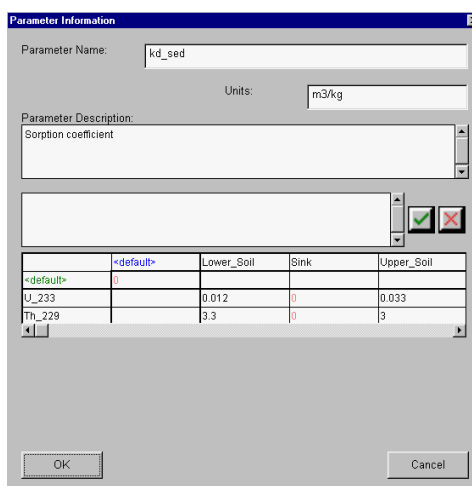 Parameter Information
Parameter Name: kd_sed
Units: m3/kg
Parameter Description:
Sorption coefficient
<default> Lower_Soil Sink Upper_Soil
<default> 0
U_233 0.012 0 0.033
Th_229 3.3 0 3
OK Cancel